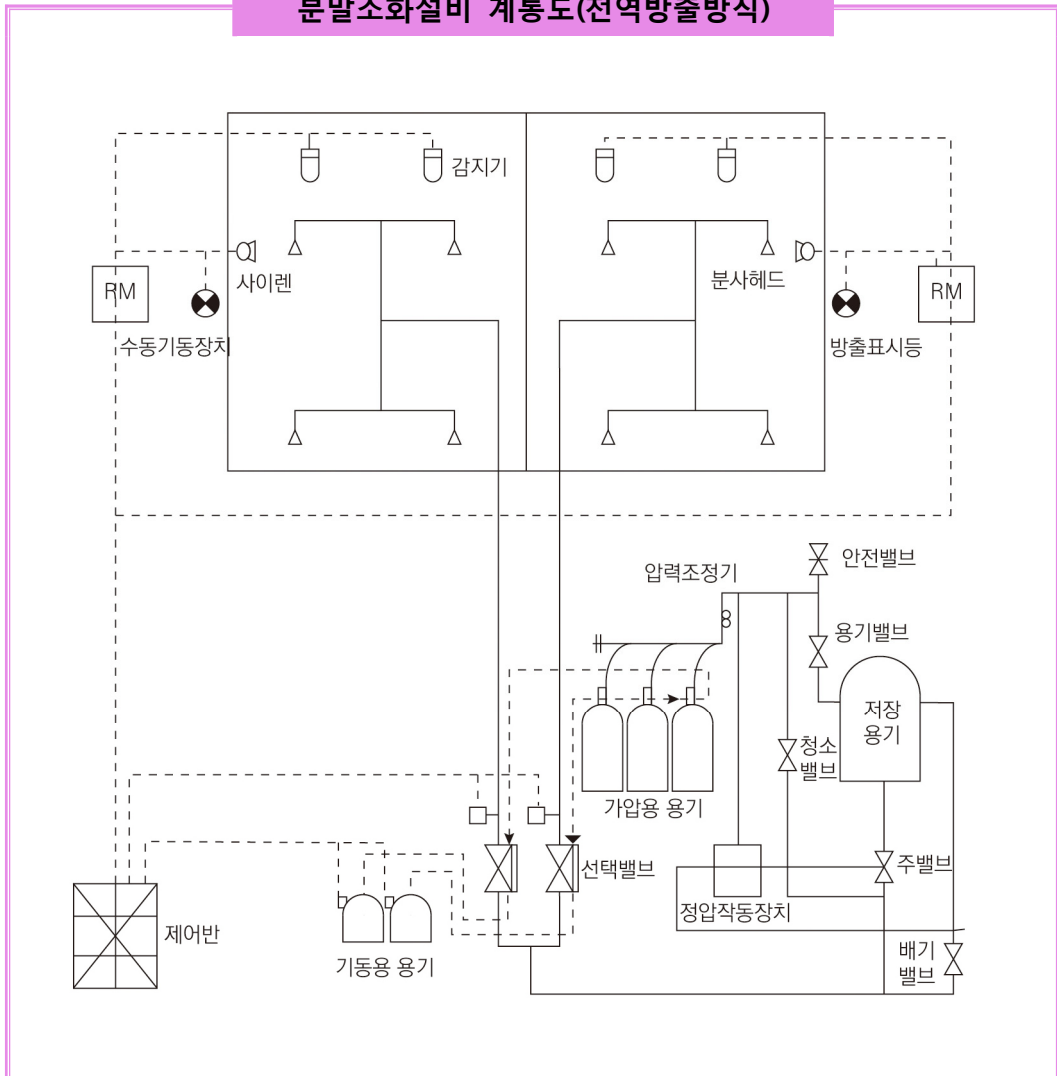 분말소화설비 계통도(전역방출방식)
감지기
사이렌
분사헤드
RM
RM
수동기동장치
방출표시등
안전밸브
압력조정기
용기밸브
저장
용기
청소
밸브
가압용 용기
선택밸브
주밸브
정압작동장치
제어반
배기
밸브
기동용 용기